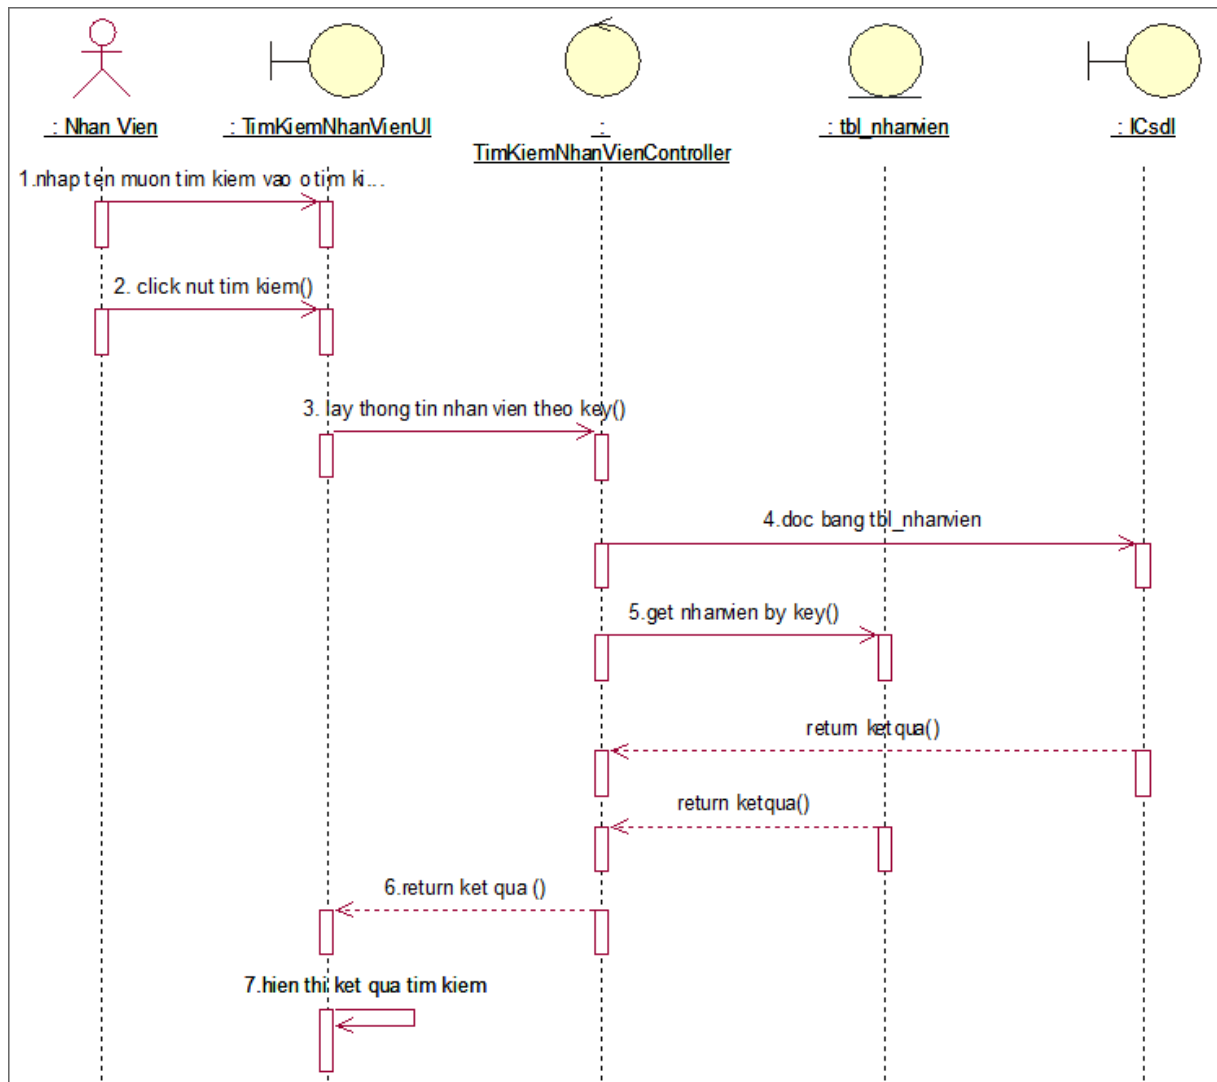 : Nhan Vien
: TimKiemNhanVienUI
:
TimKiemNhanVienController
: tbl_nhanvien
: ICsdl
1.nhap ten muon tim kiem vao o tim ki...
2. click nut tim kiem()
3. lay thong tin nhan vien theo key()
4.doc bang tbl_nhanvien
5.get nhanvien by key()
return ketqua()
return ketqua()
6.return ket qua ()
7.hien thi ket qua tim kiem